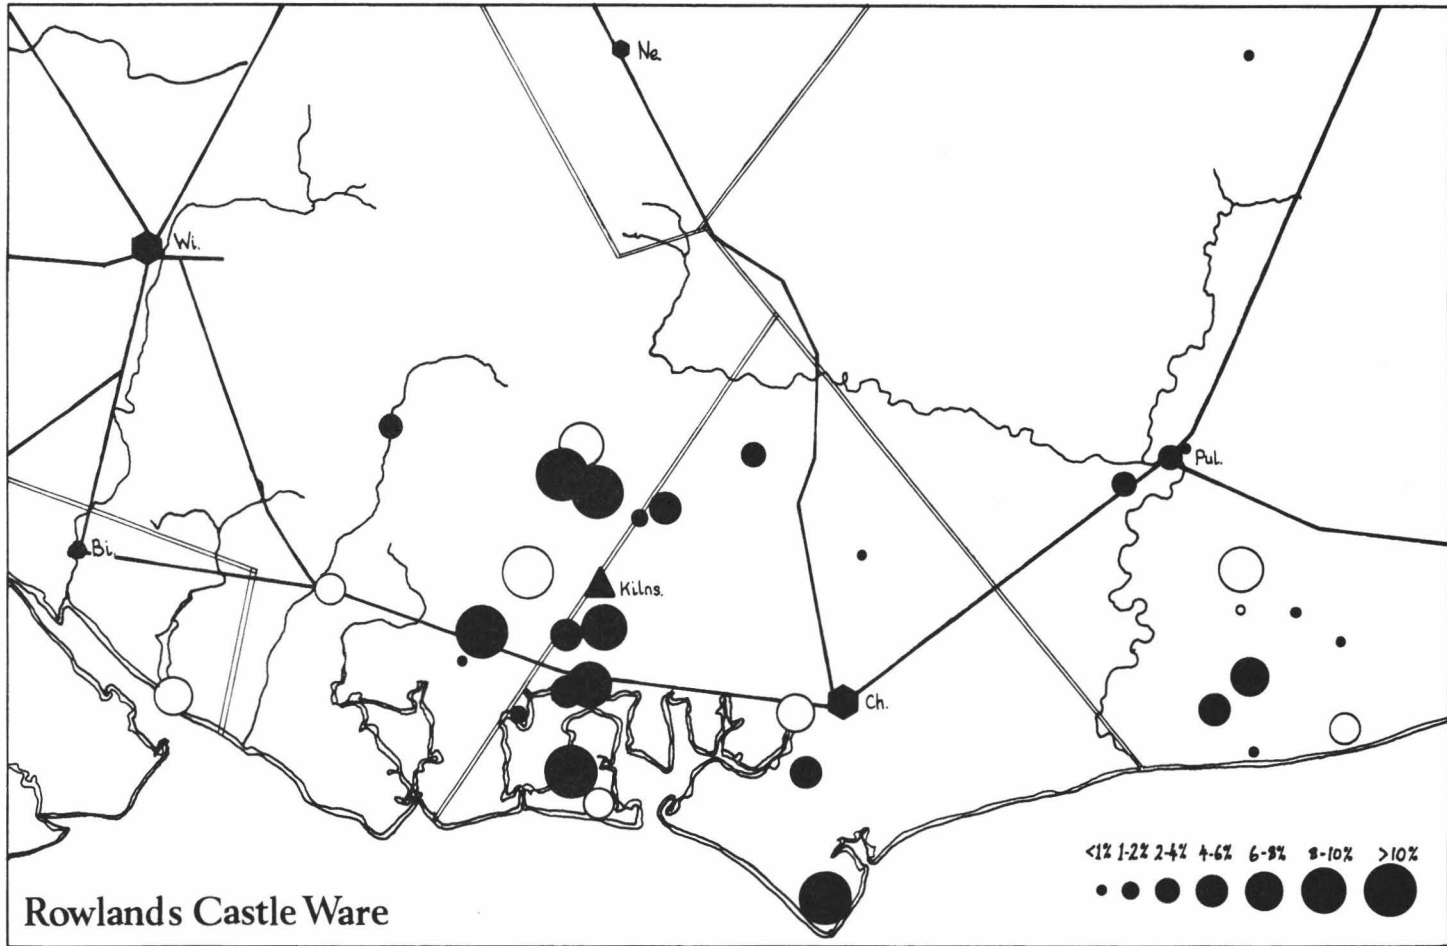 Ne.
Wi.
Pul.
Bi.
Kilns.
Ch.
<1% 1-2% 2-4% 4-6% 6-8% 8-10% >10%
Rowlands Castle Ware